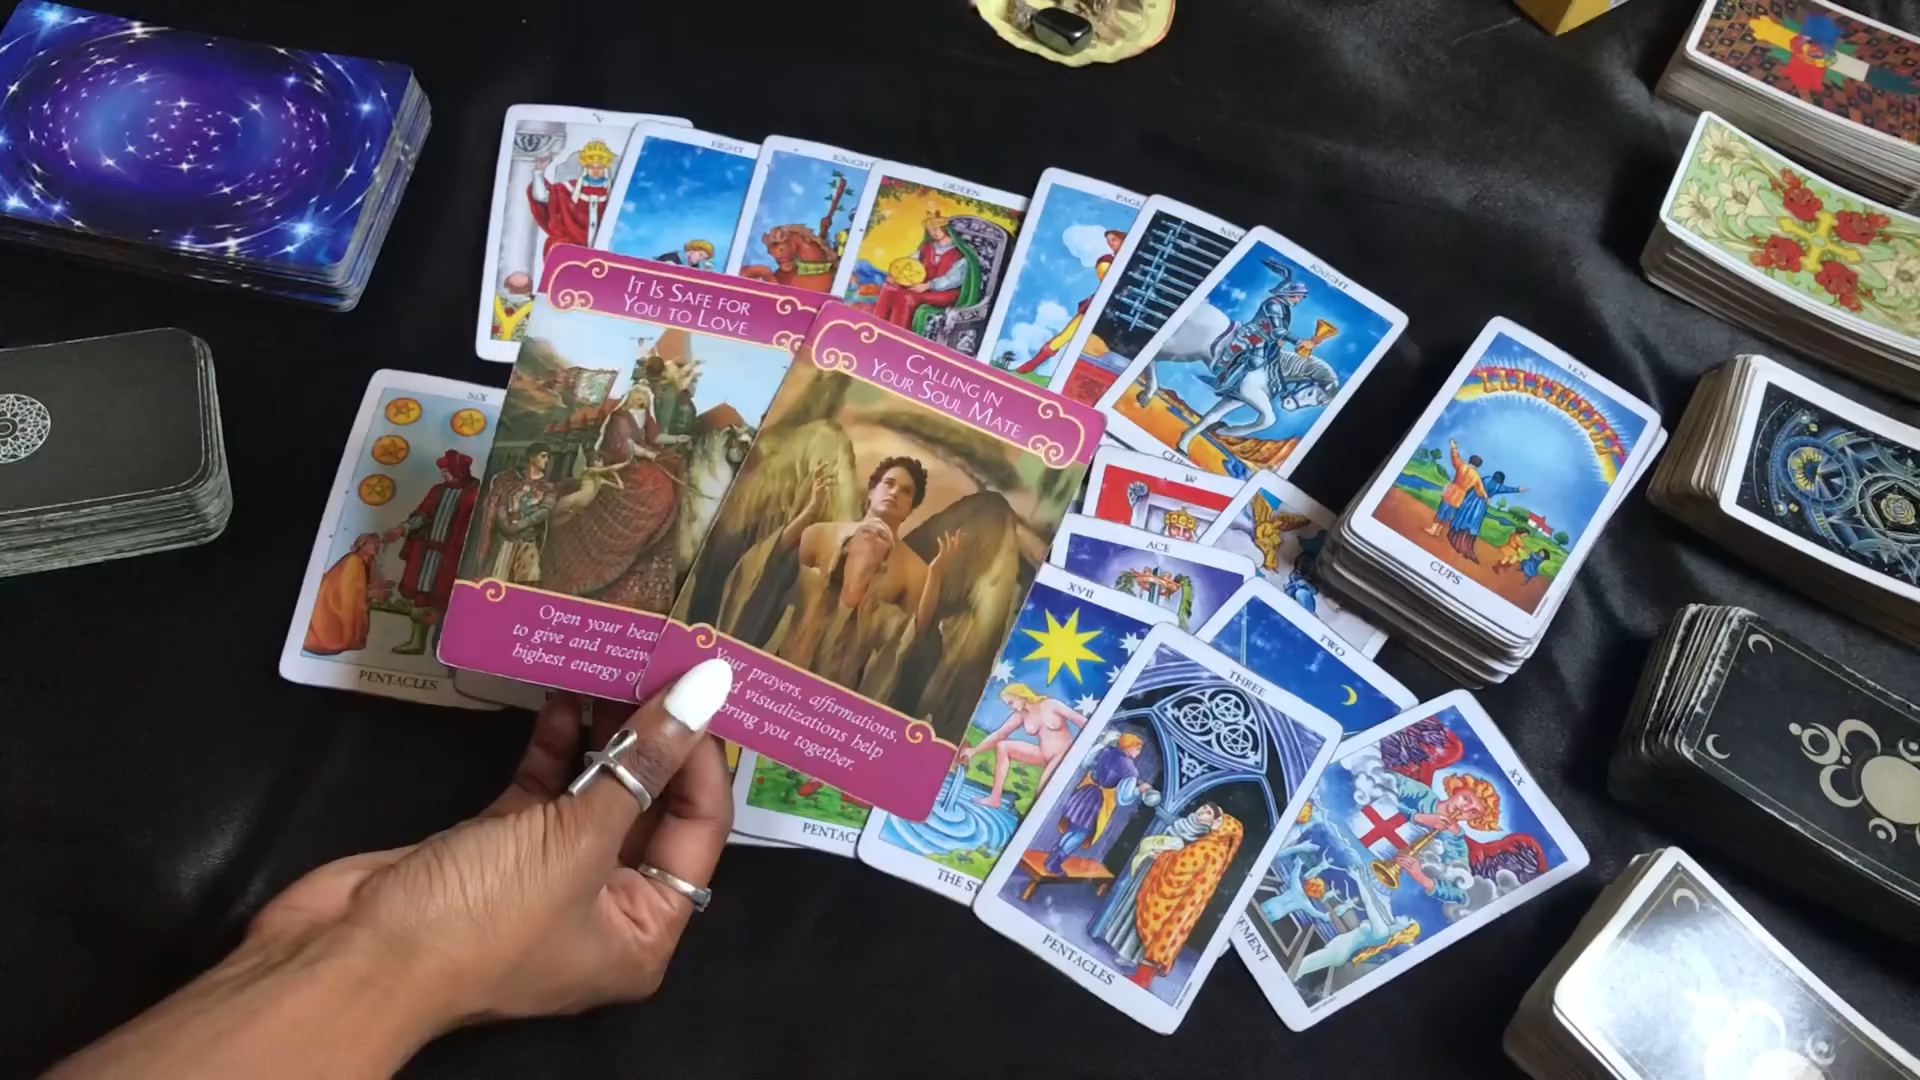 EIGHT
KNIGHT
QUEEN
PAGE
KNIGHT
TEN
CUPS
SIX
PENTACLES
IT IS SAFE FOR
YOU TO LOVE
Open your hear
to give and receiv
highest energy of
CALLING IN
YOUR SOUL MATE
Your prayers, affirmations,
d visualizations help
bring you together.
IV
ACE
XVII
THE ST
TWO
THREE
PENTACLES
XX
EMENT
PENTAC